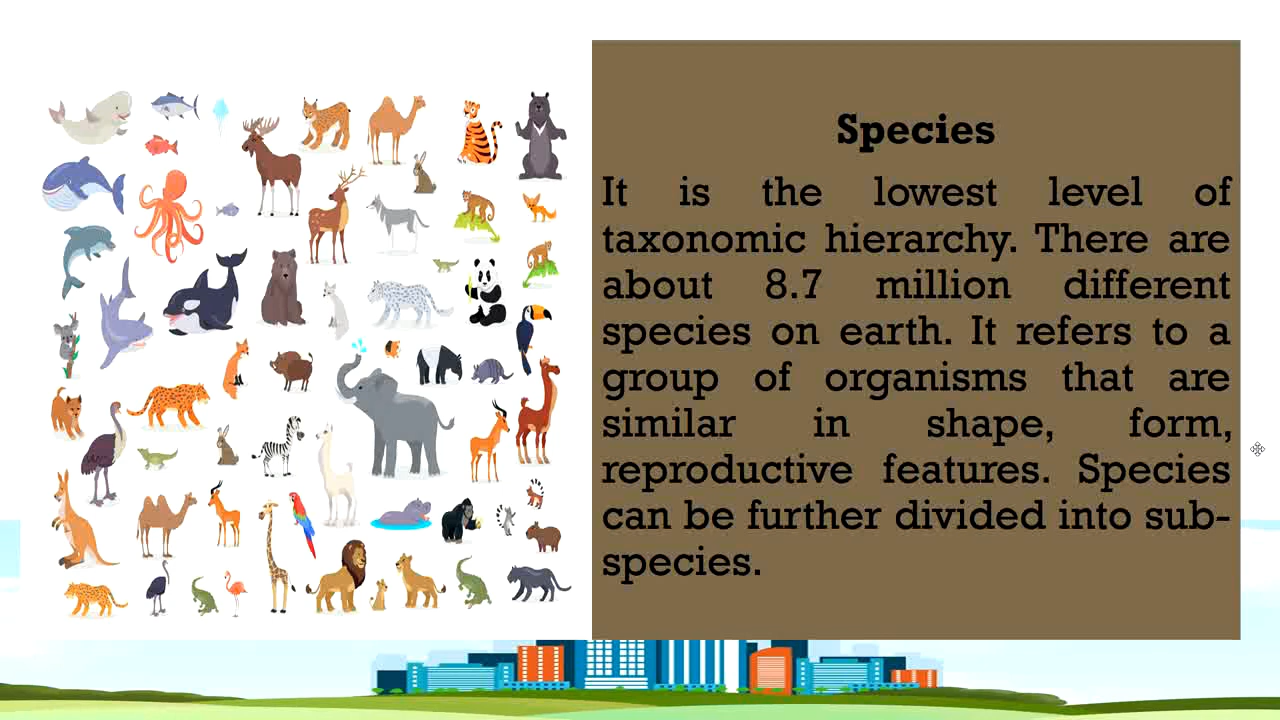 Species
It is the lowest level of
taxonomic hierarchy. There are
about 8.7 million different
species on earth. It refers to a
group of organisms that are
similar in shape, form,
reproductive features. Species
can be further divided into sub-
species.